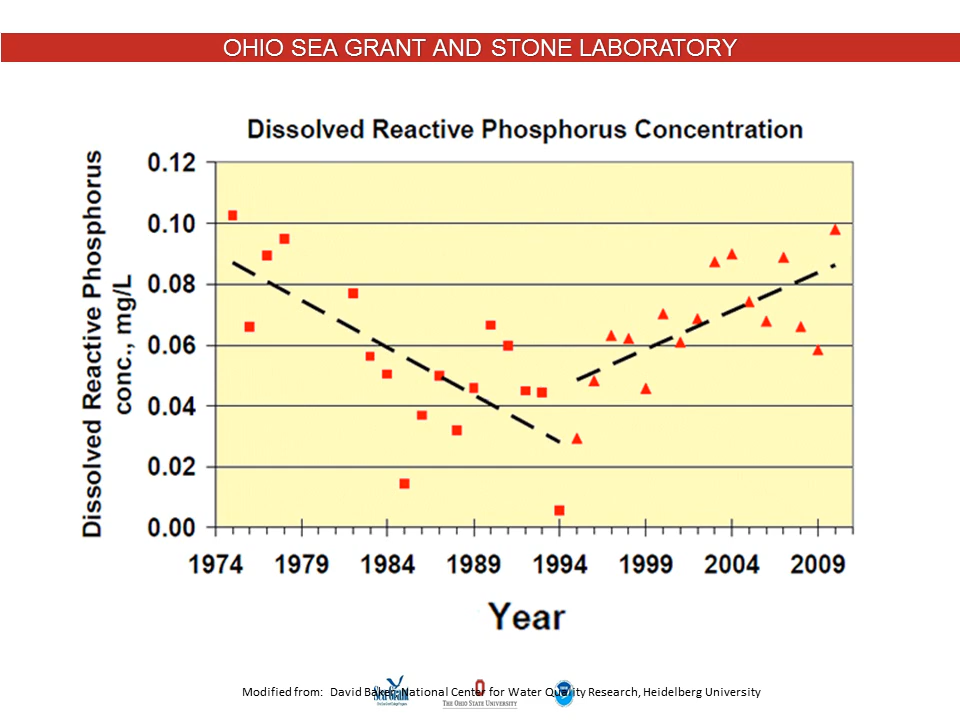 OHIO SEA GRANT AND STONE LABORATORY
Dissolved Reactive Phosphorus Concentration
Dissolved Reactive Phosphorus
conc., mg/L
0.12
0.10
0.08
0.06
0.04
0.02
0.00
1974 1979 1984 1989 1994 1999 2004 2009
Year
Modified from: David Baker, National Center for Water Quality Research, Heidelberg University
THE OHIO STATE UNIVERSITY